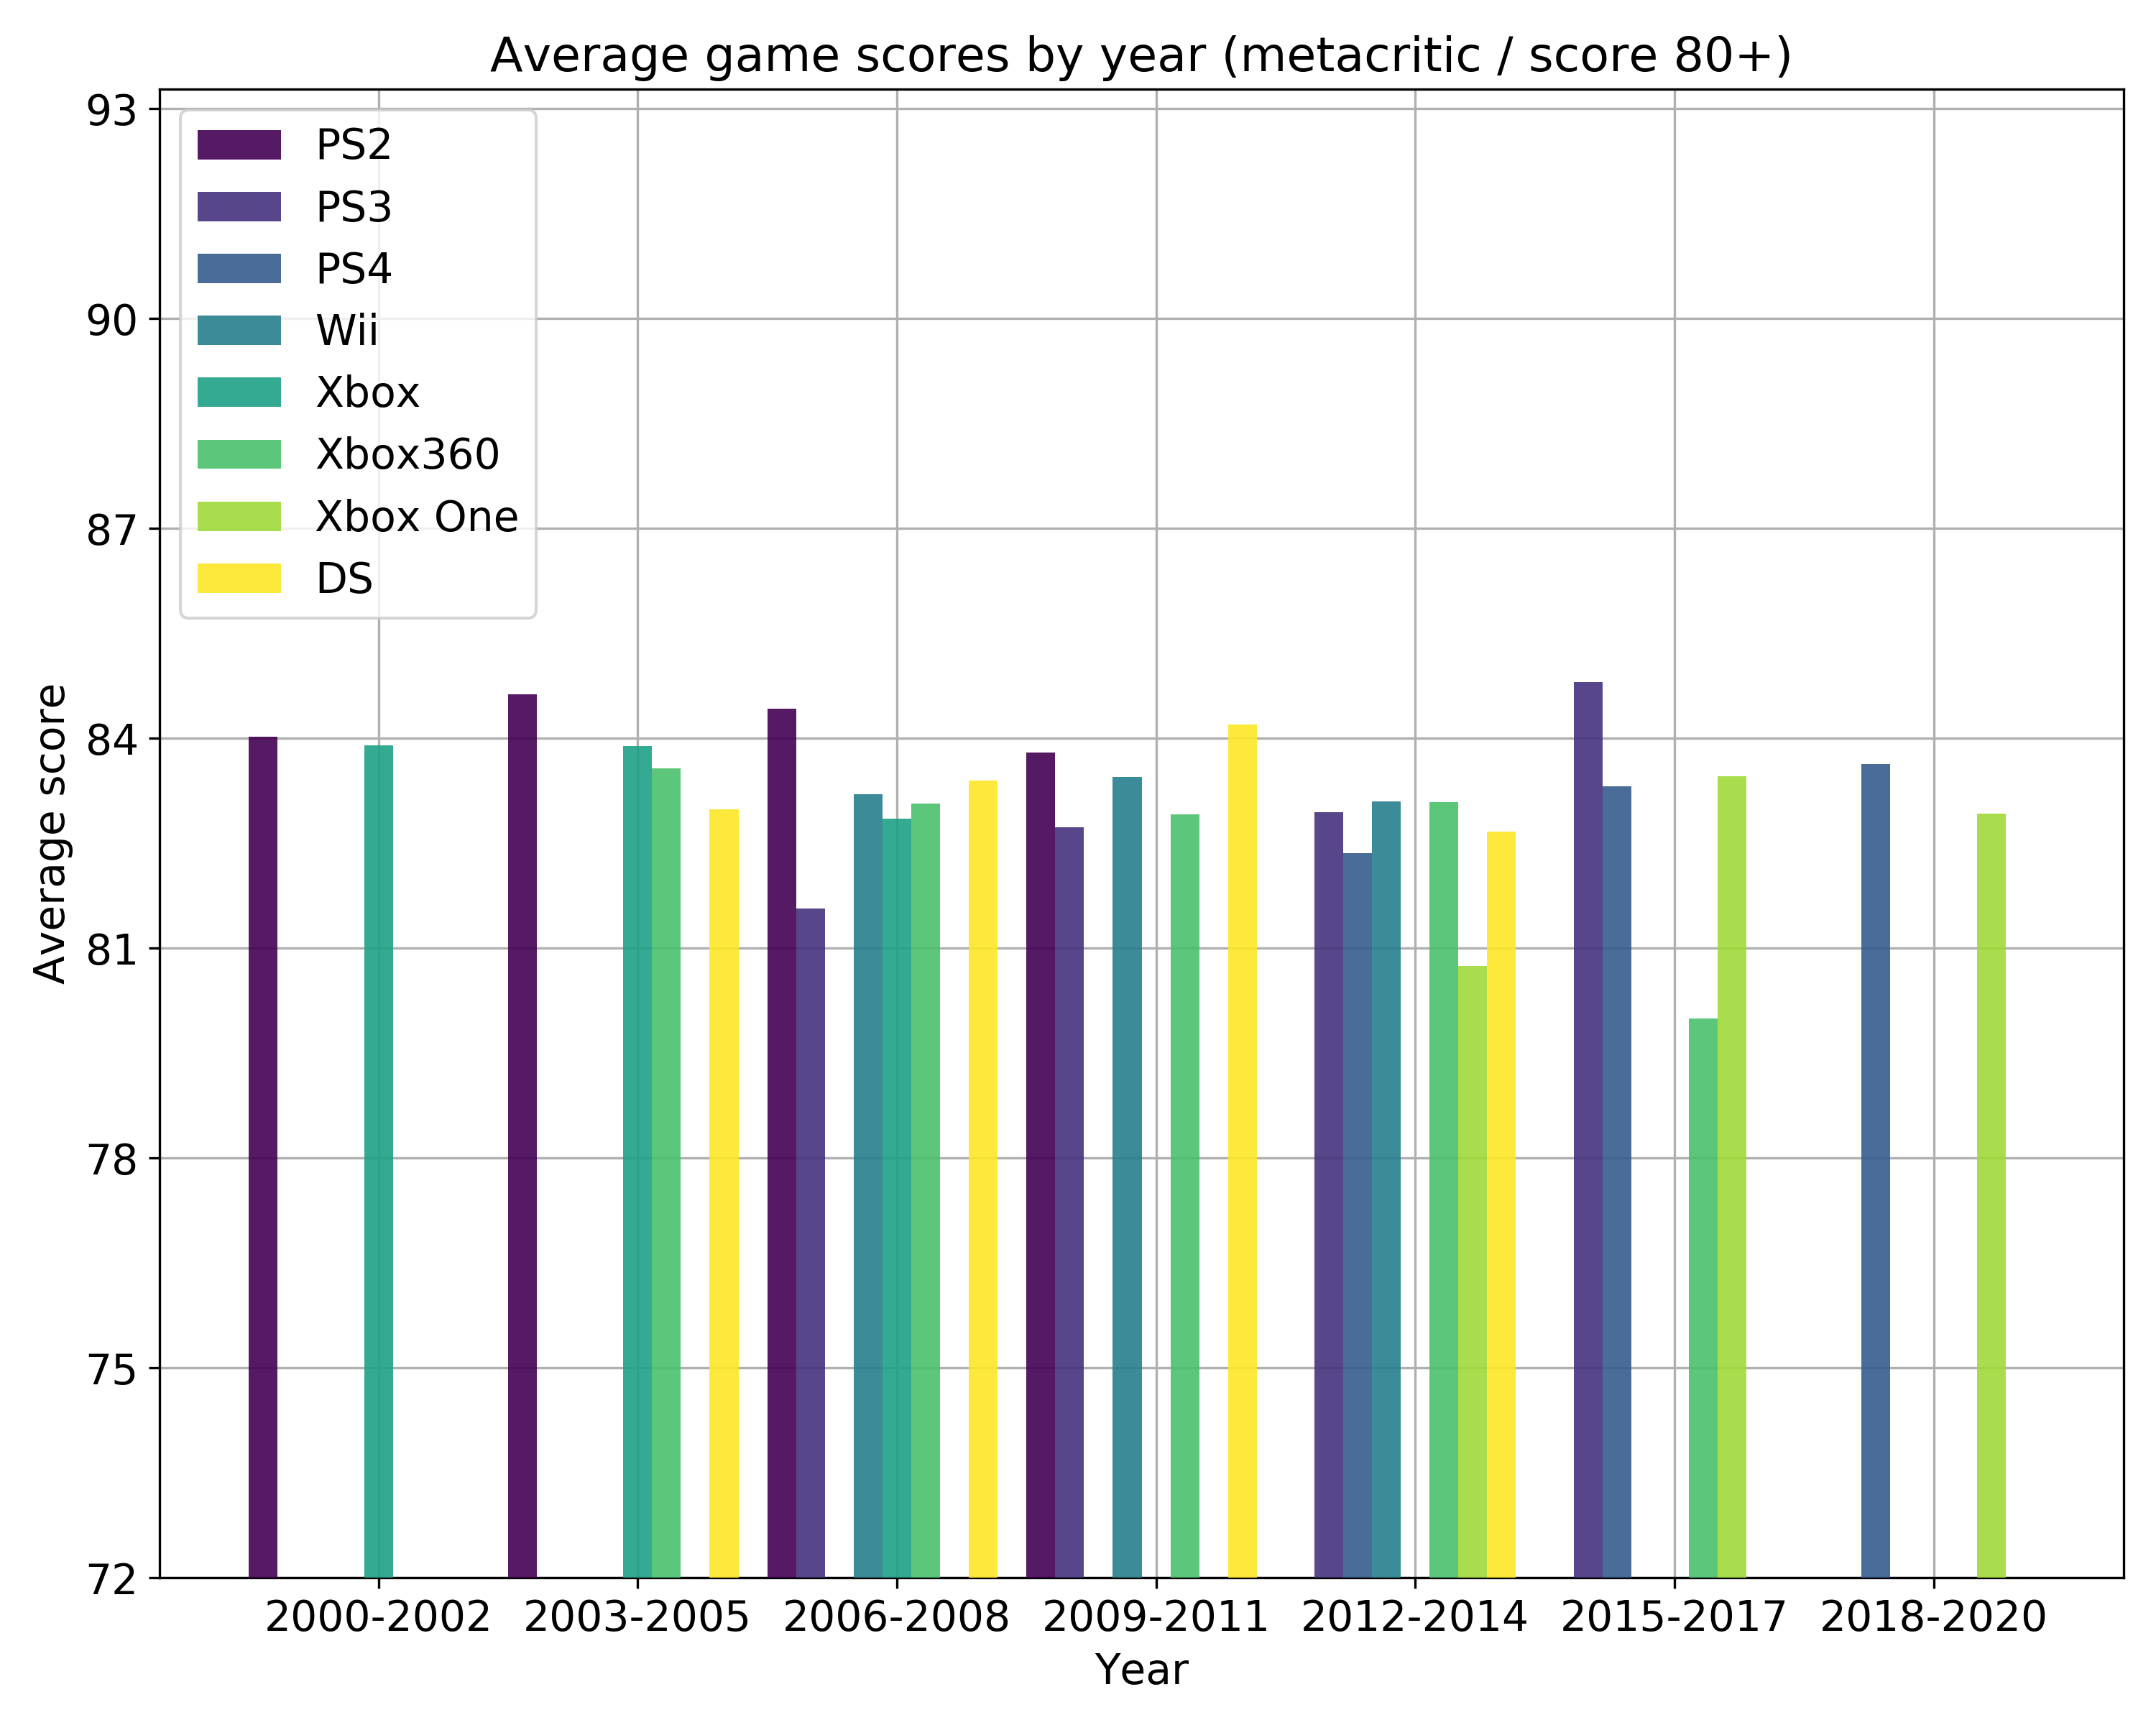 Average game scores by year (metacritic / score 80+)
93
90
87
84
81
78
75
72
Average score
PS2
PS3
PS4
Wii
Xbox
Xbox360
Xbox One
DS
2000-2002 2003-2005 2006-2008 2009-2011 2012-2014 2015-2017 2018-2020
Year